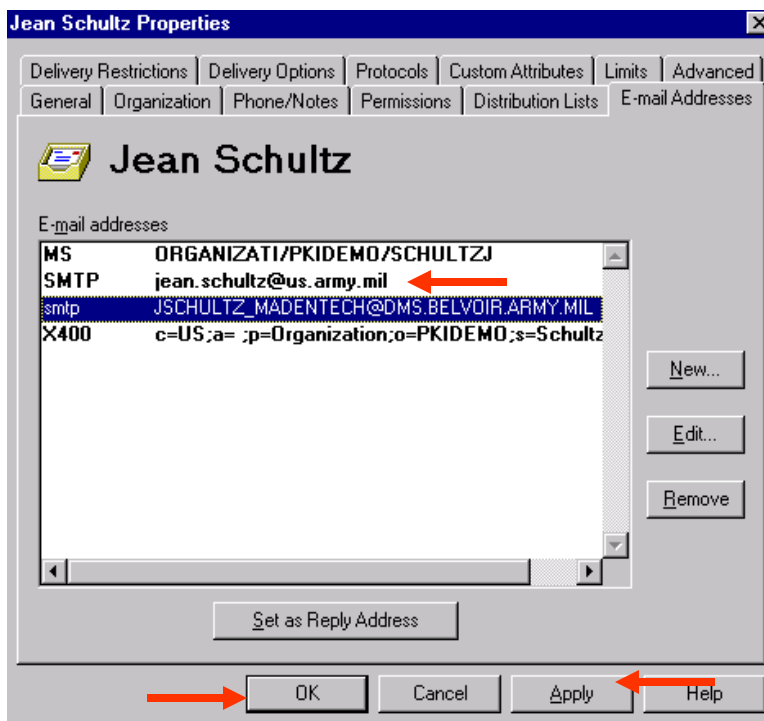 Jean Schultz Properties
Delivery Restrictions Delivery Options Protocols Custom Attributes Limits Advanced
General Organization Phone/Notes Permissions Distribution Lists E-mail Addresses
Jean Schultz
E-mail addresses
MS ORGANIZATI/PKIDEMO/SCHULTZJ
SMTP jean.schultz@us.army.mil
smtp JSCHULTZ_MADENTECH@DMS.BELVOIR.ARMY.MIL
X400 c=US;a= ;p=Organization;o=PKIDEMO;s=Schultz
New...
Edit...
Remove
Set as Reply Address
OK Cancel Apply Help